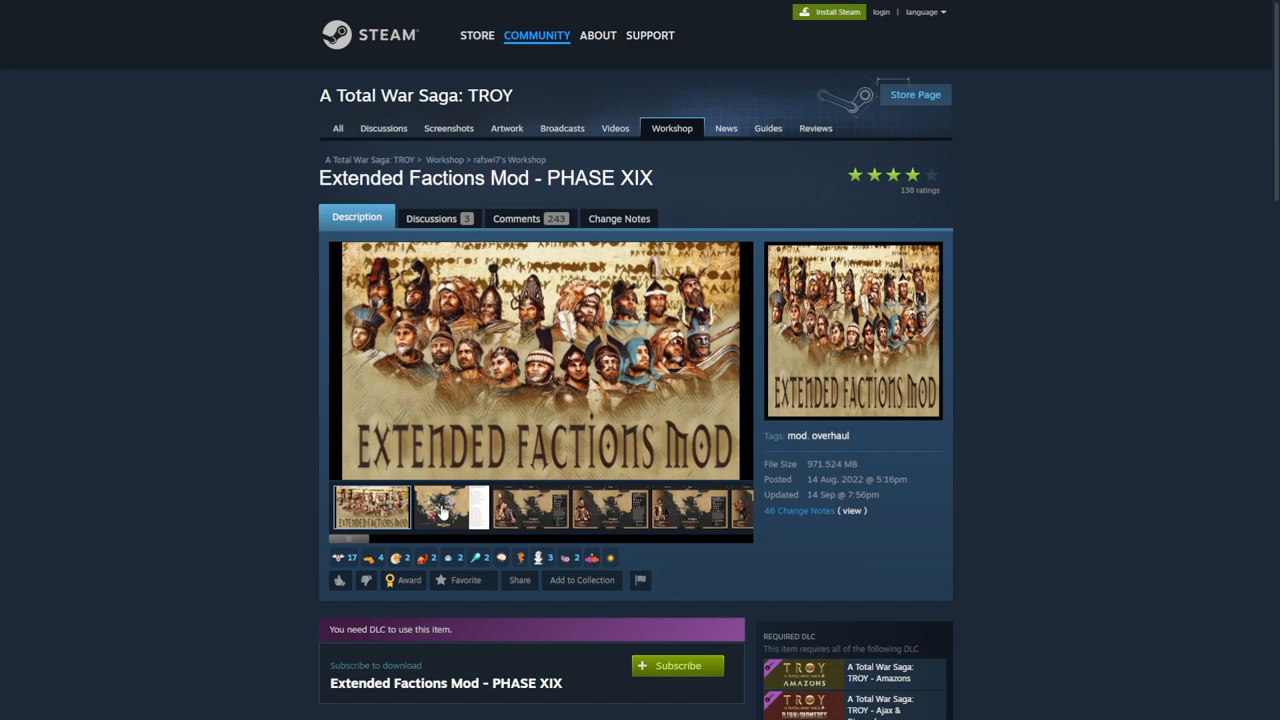 Install Steam login | language
STEAM STORE COMMUNITY ABOUT SUPPORT
A Total War Saga: TROY
Store Page
All Discussions Screenshots Artwork Broadcasts Videos Workshop News Guides Reviews
A Total War Saga: TROY > Workshop > rafswi7's Workshop
Extended Factions Mod - PHASE XIX
138 ratings
Description Discussions 3 Comments 243 Change Notes
EXTENDED FACTIONS MOD
EXTENDED FACTIONS MOD
Tags: mod, overhaul
File Size 971.524 MB
Posted 14 Aug, 2022 @ 5:16pm
Updated 14 Sep @ 7:56pm
46 Change Notes ( view )
EXTENDED FACTIONS MOD
17 4 2 2 2 2 3 2
Award Favorite Share Add to Collection
You need DLC to use this item.
Subscribe to download
Extended Factions Mod - PHASE XIX
Subscribe
REQUIRED DLC
This item requires all of the following DLC
TROY
AMAZONS
A Total War Saga:
TROY - Amazons
TROY
A Total War Saga:
TROY - Ajax &